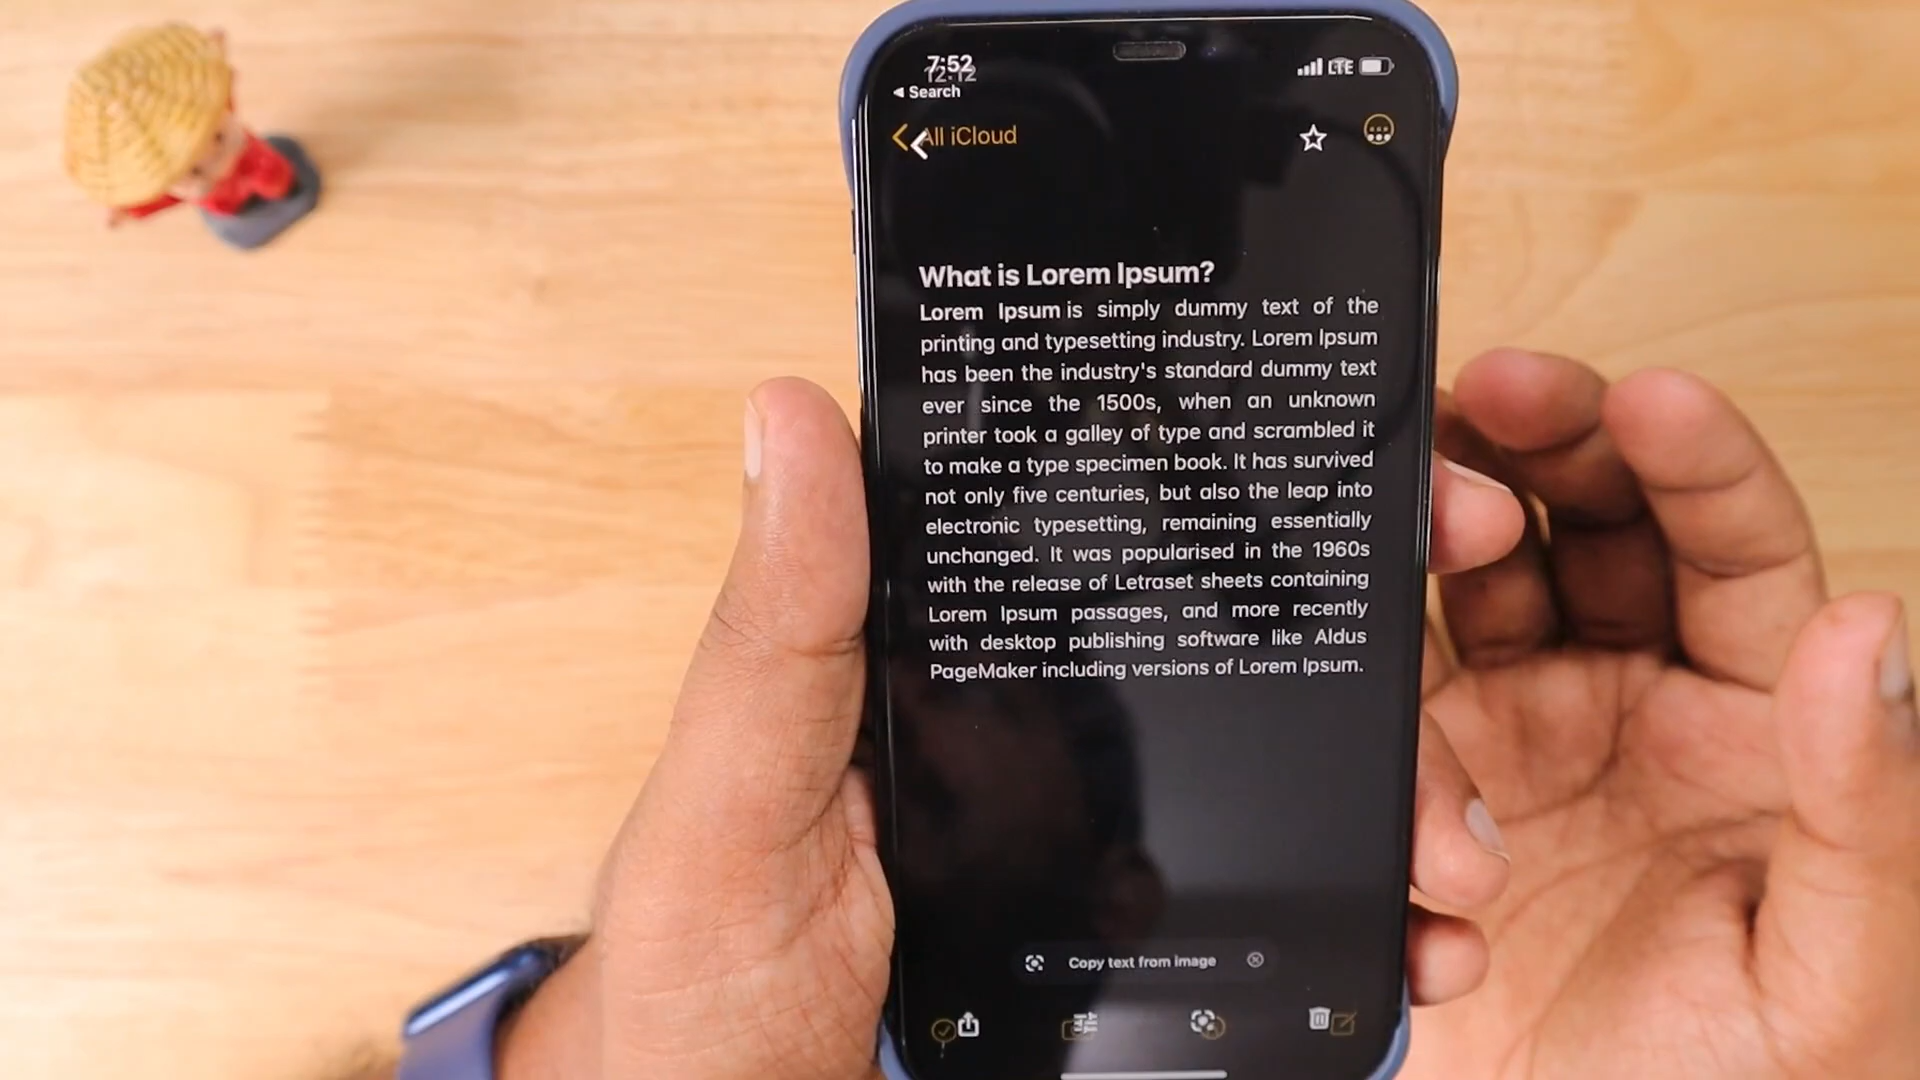 7:52
12:12
LTE
Search
All iCloud
What is Lorem Ipsum?
Lorem Ipsum is simply dummy text of the
printing and typesetting industry. Lorem Ipsum
has been the industry's standard dummy text
ever since the 1500s, when an unknown
printer took a galley of type and scrambled it
to make a type specimen book. It has survived
not only five centuries, but also the leap into
electronic typesetting, remaining essentially
unchanged. It was popularised in the 1960s
with the release of Letraset sheets containing
Lorem Ipsum passages, and more recently
with desktop publishing software like Aldus
PageMaker including versions of Lorem Ipsum.
Copy text from image